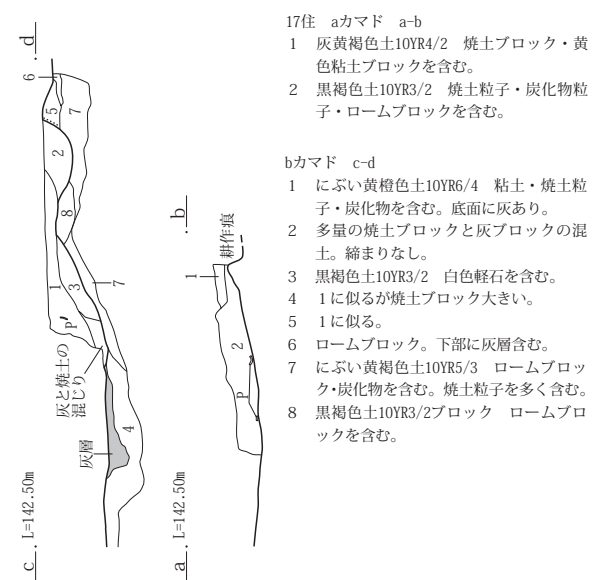 17住　aカマド　a-b
1　灰黄褐色土10YR4/2　焼土ブロック・黄
色粘土ブロックを含む。
2　黒褐色土10YR3/2　焼土粒子・炭化物粒
子・ロームブロックを含む。
bカマド　c-d
1　にぶい黄橙色土10YR6/4　粘土・焼土粒
子・炭化物を含む。底面に灰あり。
2　多量の焼土ブロックと灰ブロックの混
土。締まりなし。
3　黒褐色土10YR3/2　白色軽石を含む。
4　1に似るが焼土ブロック大きい。
5　1に似る。
6　ロームブロック。下部に灰層含む。
7　にぶい黄褐色土10YR5/3　ロームブロッ
ク･炭化物を含む。焼土粒子を多く含む。
8　黒褐色土10YR3/2ブロック　ロームブロ
ックを含む。
c . L=142.50m
. d
灰層
灰と焼土の
混じり
P
1
3
4
7
8
2
5
7
6
a . L=142.50m
. b
耕作痕
1
2
P